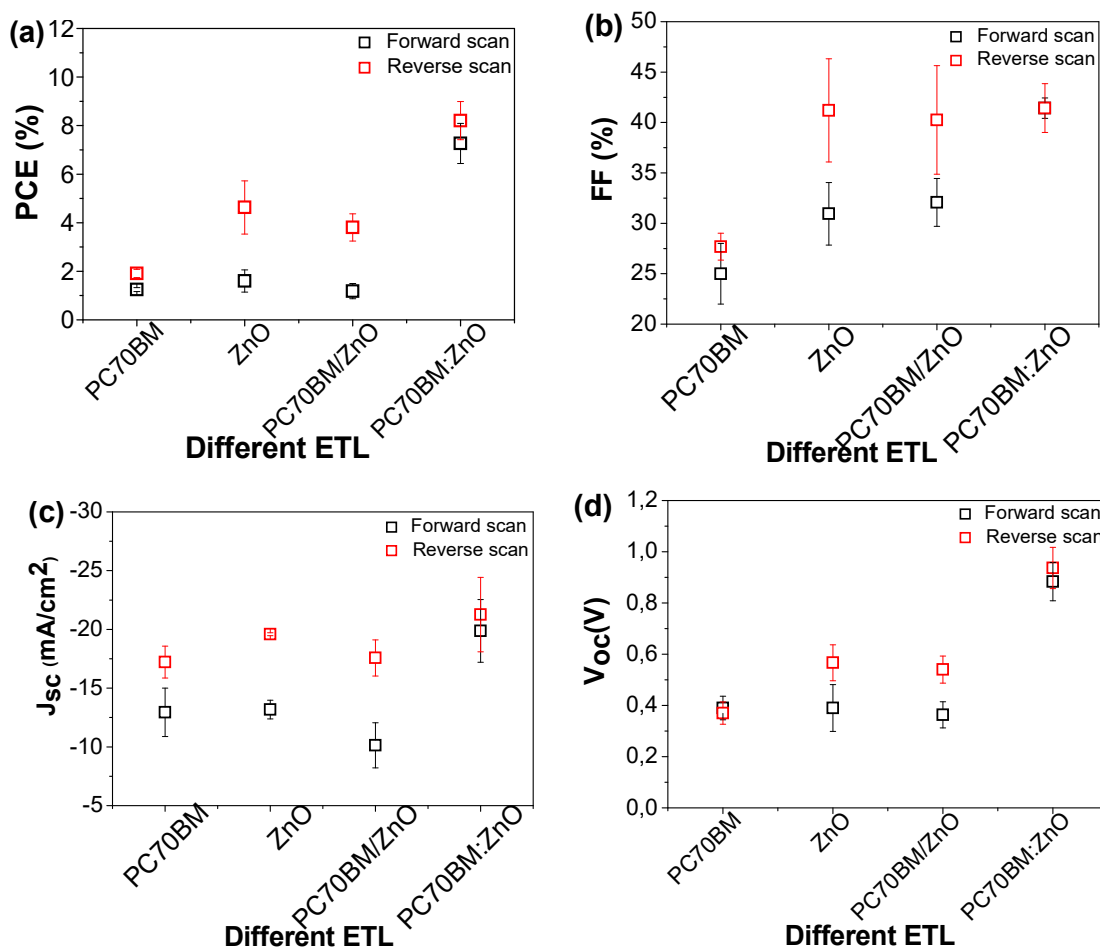 (a)
Forward scan
Reverse scan
12
10
8
6
4
2
0
PCE (%)
PC70BM
ZnO
PC70BM/ZnO
PC70BM:ZnO
Different ETL
(b)
Forward scan
Reverse scan
50
45
40
35
30
25
20
FF (%)
PC70BM
ZnO
PC70BM/ZnO
PC70BM:ZnO
Different ETL
(c)
Forward scan
Reverse scan
-30
-25
-20
-15
-10
-5
Jsc (mA/cm²)
PC70BM
ZnO
PC70BM/ZnO
PC70BM:ZnO
Different ETL
(d)
Forward scan
Reverse scan
1,2
1,0
0,8
0,6
0,4
0,2
0,0
Voc(V)
PC70BM
ZnO
PC70BM/ZnO
PC70BM:ZnO
Different ETL